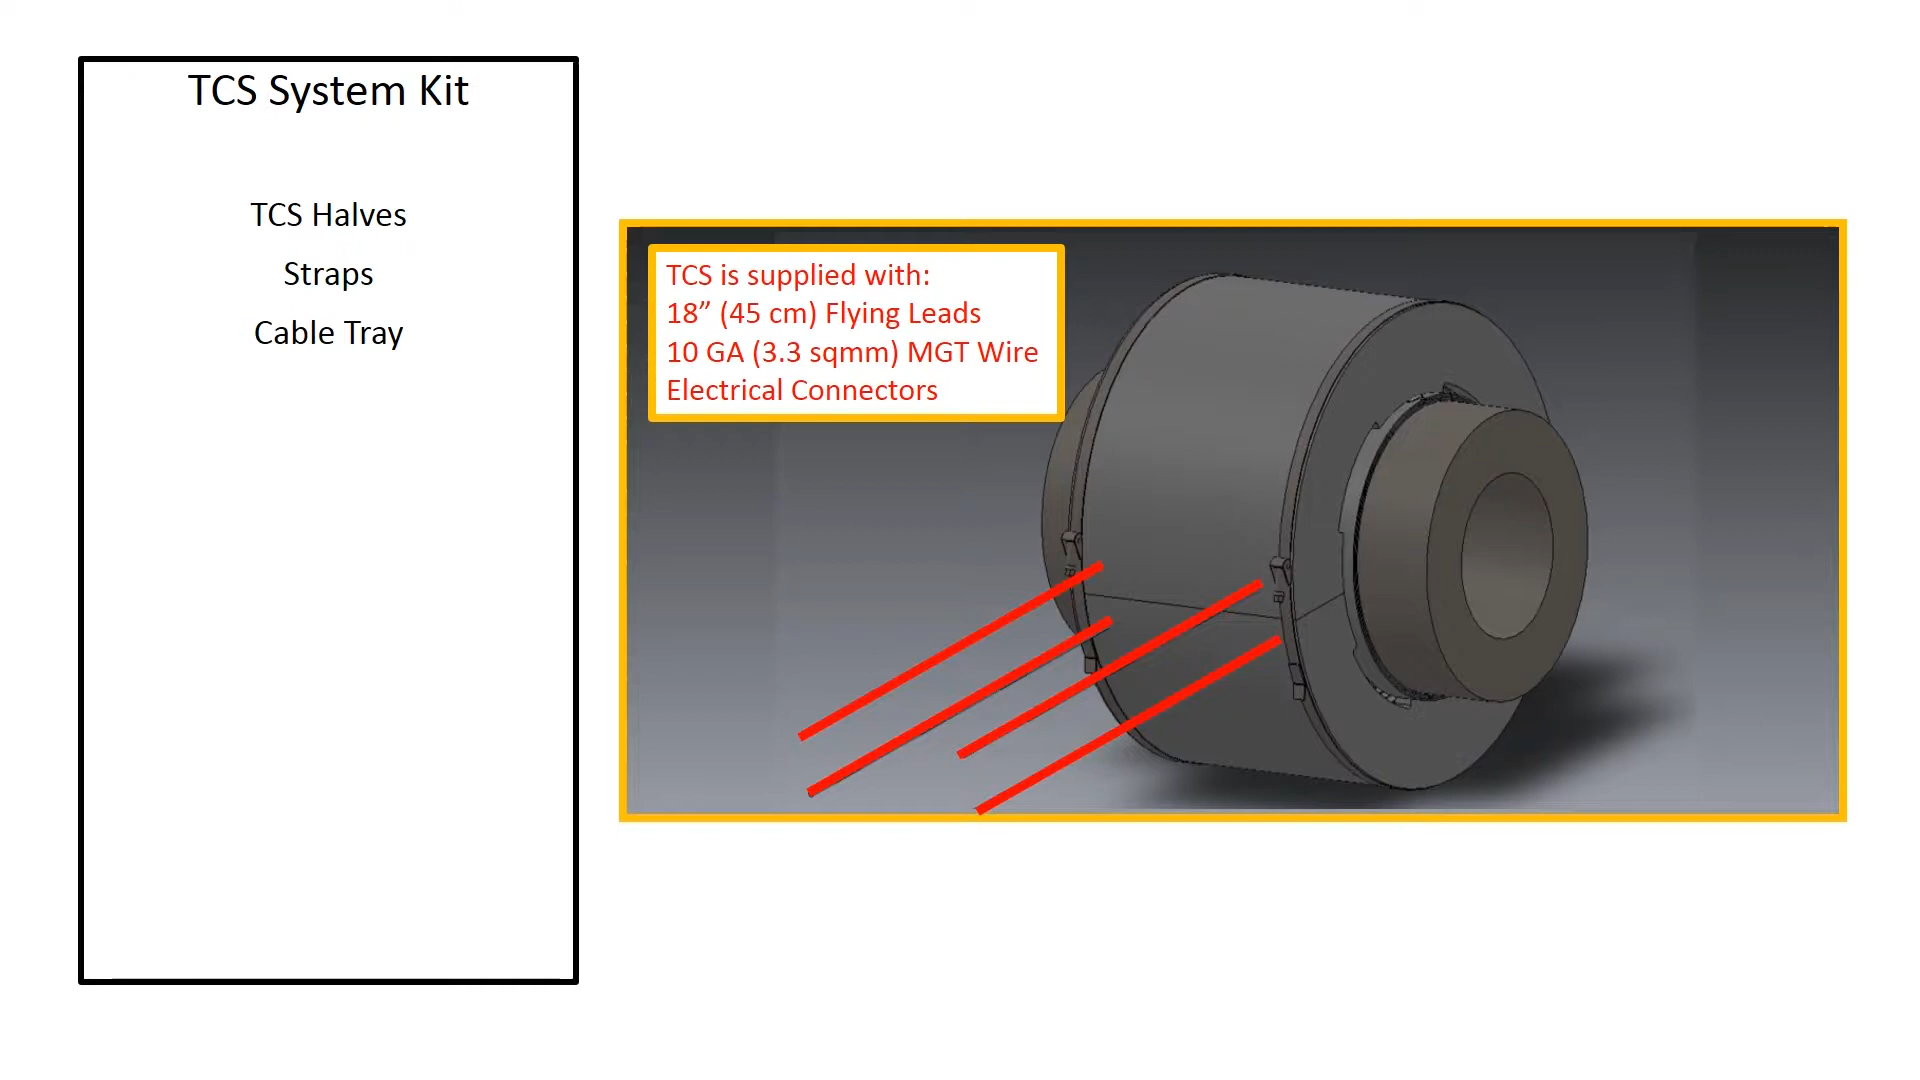 TCS System Kit
TCS Halves
Straps
Cable Tray
TCS is supplied with:
18” (45 cm) Flying Leads
10 GA (3.3 sqmm) MGT Wire
Electrical Connectors